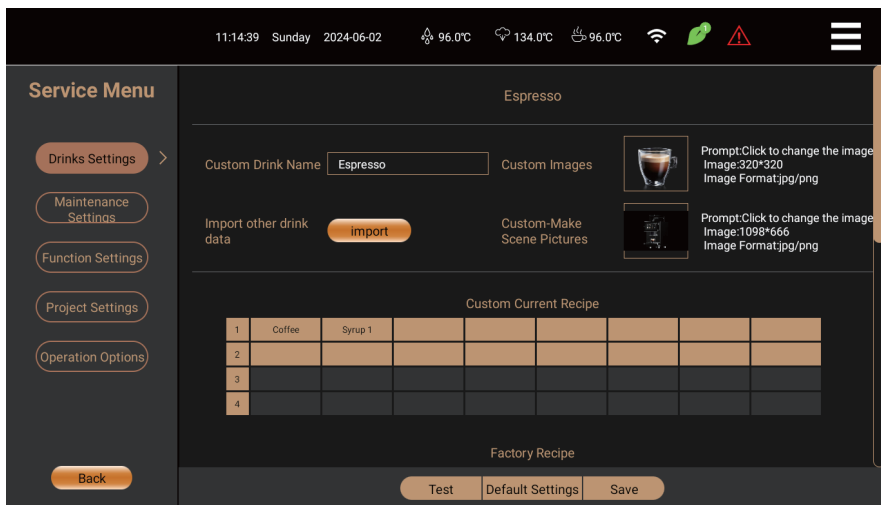 11:14:39 Sunday 2024-06-02 96.0℃ 134.0℃ 96.0℃ 1
Service Menu
Espresso
Drinks Settings
Maintenance
Settings
Function Settings
Project Settings
Operation Options
Back
Custom Drink Name Espresso
Custom Images
Prompt:Click to change the image
Image:320*320
Image Format:jpg/png
Import other drink
data
import
Custom-Make
Scene Pictures
Prompt:Click to change the image
Image:1098*666
Image Format:jpg/png
Custom Current Recipe
1 Coffee Syrup 1
2
3
4
Factory Recipe
Test Default Settings Save